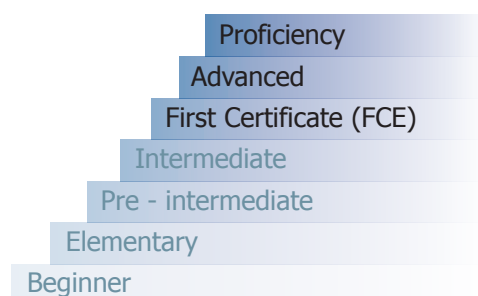 Proficiency
Advanced
First Certificate (FCE)
Intermediate
Pre - intermediate
Elementary
Beginner